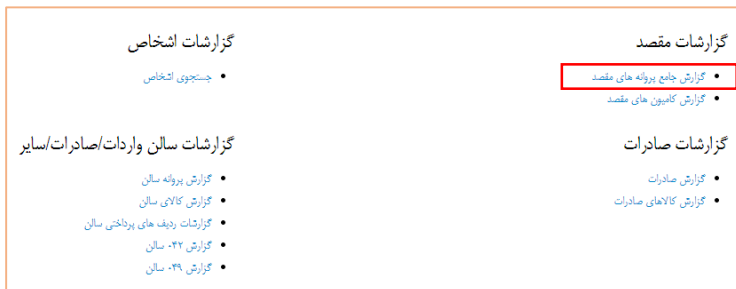 گزارشات مقصد
گزارش جامع پروانه های مقصد
گزارش کامیون های مقصد
گزارشات اشخاص
جستجوی اشخاص
گزارشات صادرات
گزارش صادرات
گزارش کالاهای صادرات
گزارشات سالن واردات/صادرات/سایر
گزارش پروانه سالن
گزارش کالای سالن
گزارشات ردیف های پرداختی سالن
گزارش ۰۴۲ سالن
گزارش ۰۴۹ سالن